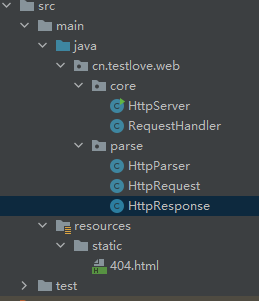 src
main
java
cn.testlove.web
core
HttpServer
RequestHandler
parse
HttpParser
HttpRequest
HttpResponse
resources
static
404.html
test